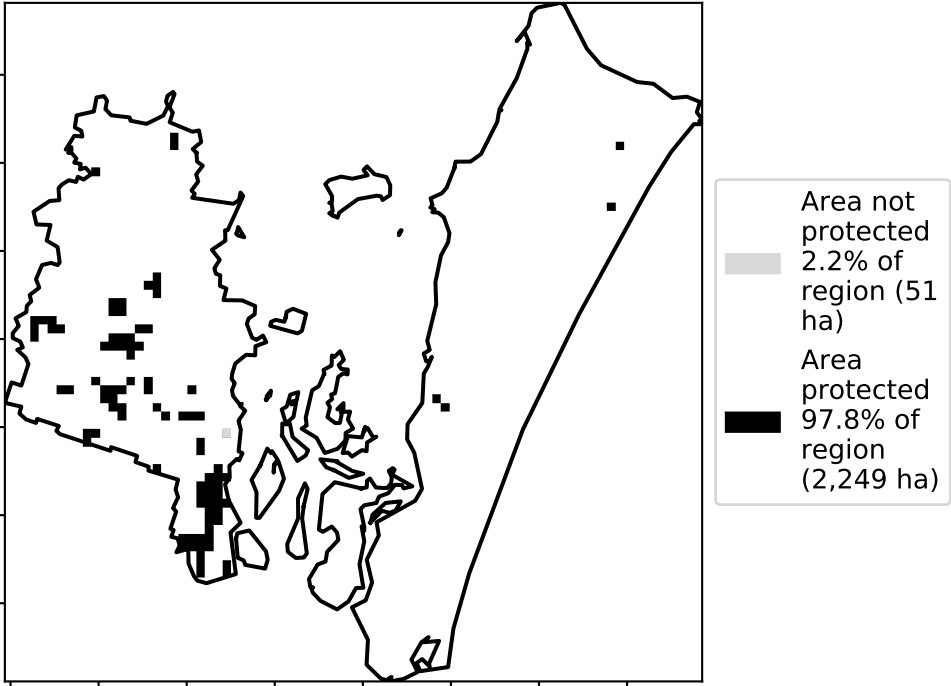 Area not
protected
2.2% of
region (51
ha)
Area
protected
97.8% of
region
(2,249 ha)